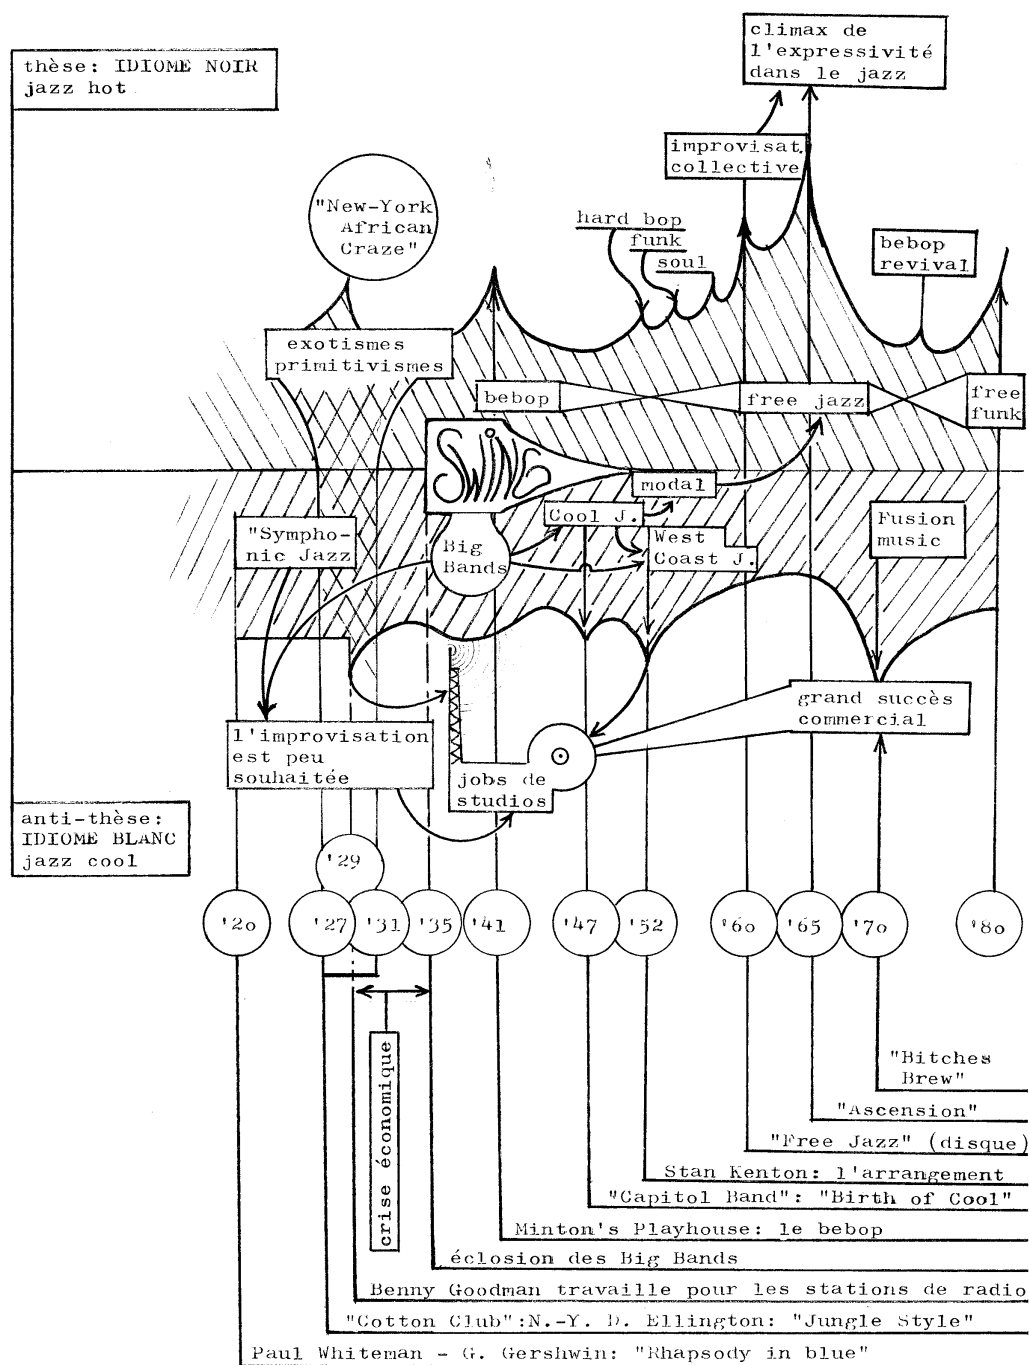 climax de
l'expressivité
dans le jazz
thèse: IDIOME NOIR
jazz hot
improvisat.
collective
"New-York
African
Craze"
hard bop
funk
soul
bebop
revival
exotismes
primitivismes
bebop
free jazz
free
funk
SWING
modal
"Sympho-
nic Jazz
Big
Bands
Cool J.
West
Coast J.
Fusion
music
grand succès
commercial
l'improvisation
est peu
souhaitée
jobs de
studios
anti-thèse:
IDIOME BLANC
jazz cool
'29
'2o
'27
'31
'35
'41
'47
'52
'6o
'65
'7o
'8o
crise économique
"Bitches
Brew"
"Ascension"
"Free Jazz" (disque)
Stan Kenton: l'arrangement
"Capitol Band": "Birth of Cool"
Minton's Playhouse: le bebop
éclosion des Big Bands
Benny Goodman travaille pour les stations de radio
"Cotton Club":N.-Y. D. Ellington: "Jungle Style"
Paul Whiteman - G. Gershwin: "Rhapsody in blue"